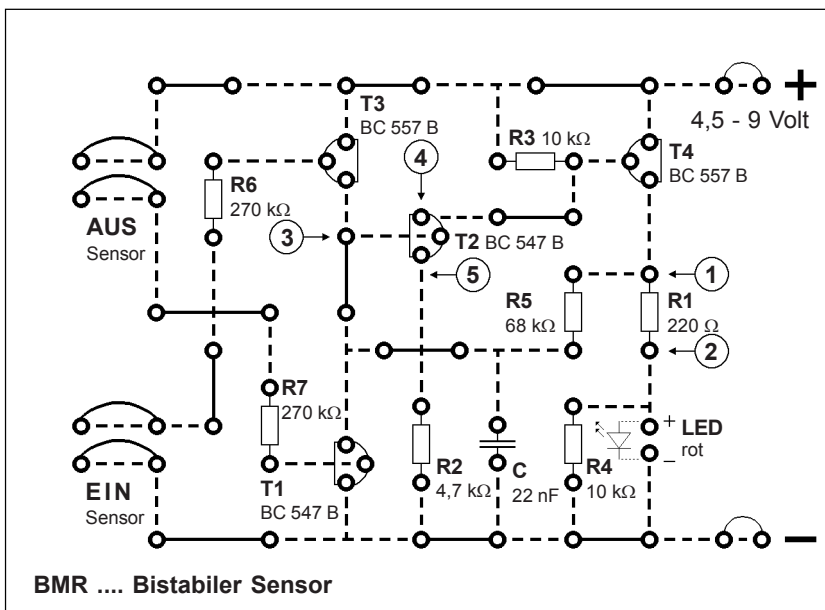 T3
BC 557 B
+
4,5 - 9 Volt
R3 10 kΩ
T4
BC 557 B
4
R6
270 kΩ
AUS
Sensor
3
T2 BC 547 B
5
1
R5
68 kΩ
R1
220 Ω
2
R7
270 kΩ
+
LED
rot
−
EIN
Sensor
T1
BC 547 B
R2
4,7 kΩ
C
22 nF
R4
10 kΩ
−
BMR .... Bistabiler Sensor